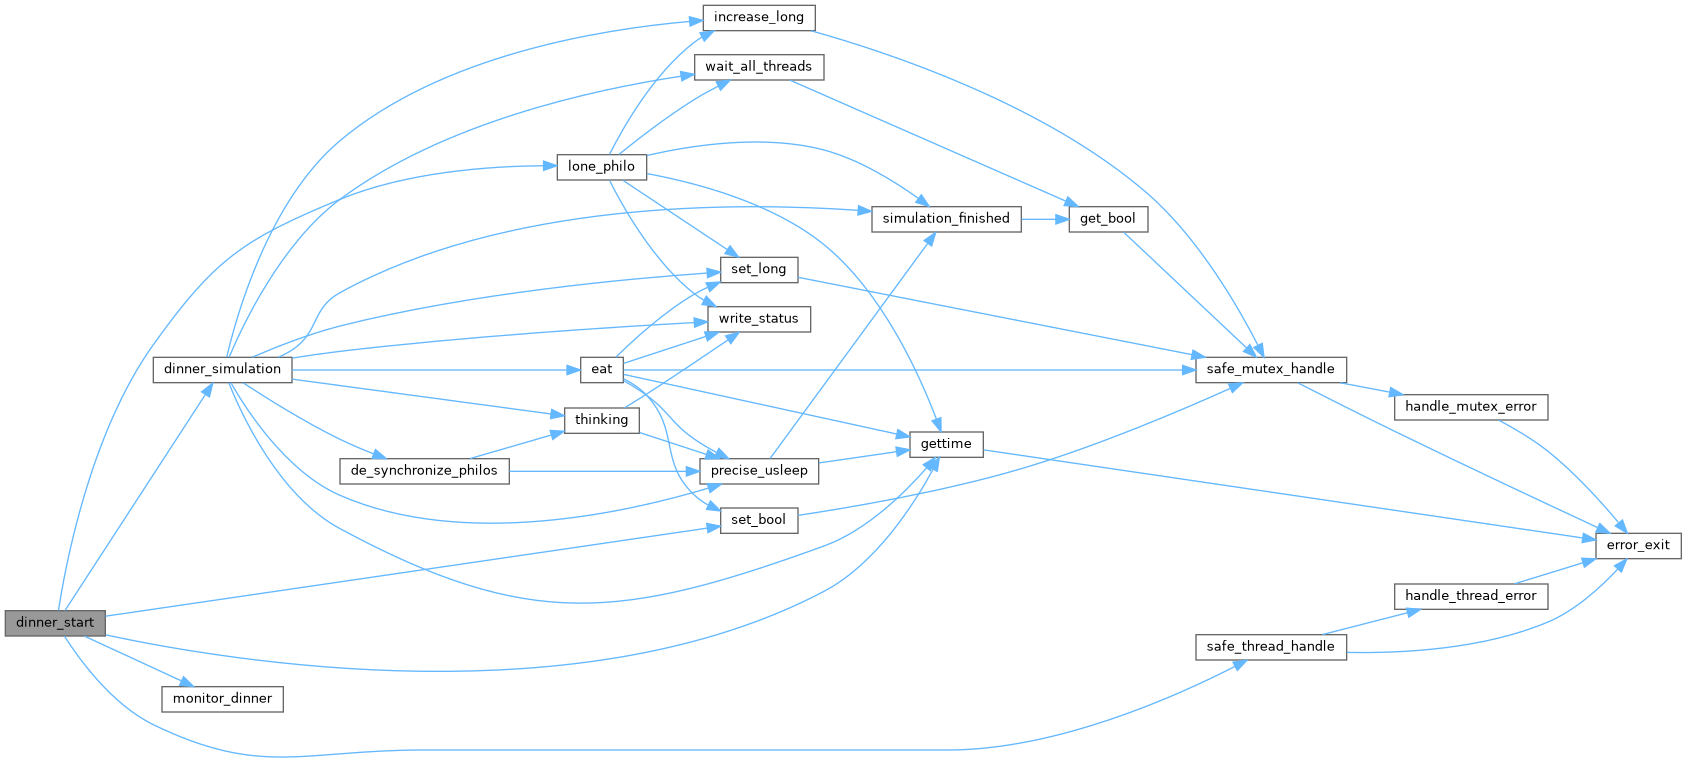 increase_long
wait_all_threads
lone_philo
simulation_finished
get_bool
set_long
write_status
dinner_simulation
eat
safe_mutex_handle
handle_mutex_error
thinking
gettime
de_synchronize_philos
precise_usleep
set_bool
error_exit
handle_thread_error
dinner_start
safe_thread_handle
monitor_dinner